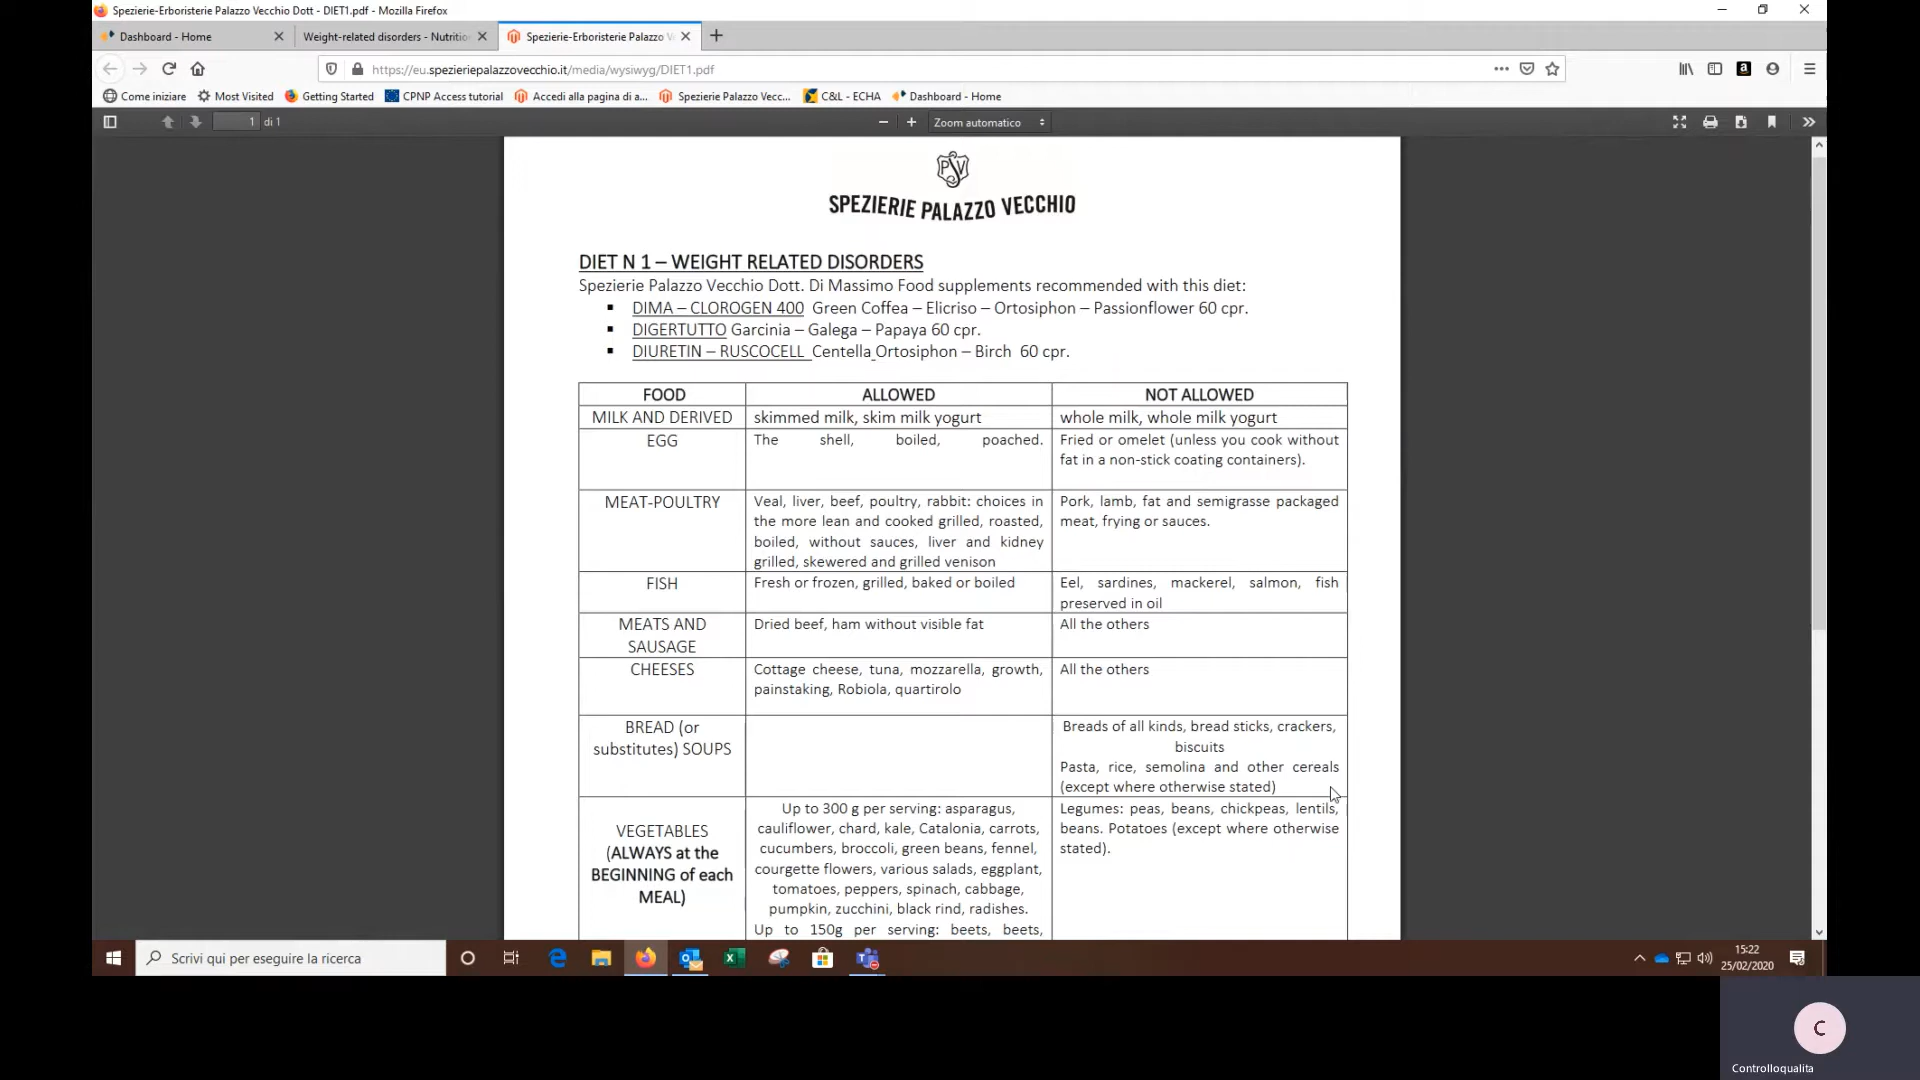 Spezierie-Erboristerie Palazzo Vecchio Dott - DIET1.pdf - Mozilla Firefox
Dashboard - Home
Weight-related disorders - Nutritio
Spezierie-Erboristerie Palazzo V
https://eu.spezieriepalazzovecchio.it/media/wysiwyg/DIET1.pdf
Come iniziare
Most Visited
Getting Started
CPNP Access tutorial
Accedi alla pagina di a...
Spezierie Palazzo Vecc...
C&L - ECHA
Dashboard - Home
1 di 1
Zoom automatico
PSV
SPEZIERIE PALAZZO VECCHIO
DIET N 1 – WEIGHT RELATED DISORDERS
Spezierie Palazzo Vecchio Dott. Di Massimo Food supplements recommended with this diet:
DIMA – CLOROGEN 400 Green Coffea – Elicriso – Ortosiphon – Passionflower 60 cpr.
DIGERTUTTO Garcinia – Galega – Papaya 60 cpr.
DIURETIN – RUSCOCELL Centella Ortosiphon – Birch 60 cpr.
FOOD
ALLOWED
NOT ALLOWED
MILK AND DERIVED
skimmed milk, skim milk yogurt
whole milk, whole milk yogurt
EGG
The shell, boiled, poached.
Fried or omelet (unless you cook without
fat in a non-stick coating containers).
MEAT-POULTRY
Veal, liver, beef, poultry, rabbit: choices in
the more lean and cooked grilled, roasted,
boiled, without sauces, liver and kidney
grilled, skewered and grilled venison
Pork, lamb, fat and semigrasse packaged
meat, frying or sauces.
FISH
Fresh or frozen, grilled, baked or boiled
Eel, sardines, mackerel, salmon, fish
preserved in oil
MEATS AND
SAUSAGE
Dried beef, ham without visible fat
All the others
CHEESES
Cottage cheese, tuna, mozzarella, growth,
painstaking, Robiola, quartirolo
All the others
BREAD (or
substitutes) SOUPS
Breads of all kinds, bread sticks, crackers,
biscuits
Pasta, rice, semolina and other cereals
(except where otherwise stated)
VEGETABLES
(ALWAYS at the
BEGINNING of each
MEAL)
Up to 300 g per serving: asparagus,
cauliflower, chard, kale, Catalonia, carrots,
cucumbers, broccoli, green beans, fennel,
courgette flowers, various salads, eggplant,
tomatoes, peppers, spinach, cabbage,
pumpkin, zucchini, black rind, radishes.
Up to 150g per serving: beets, beets,
Legumes: peas, beans, chickpeas, lentils,
beans. Potatoes (except where otherwise
stated).
Scrivi qui per eseguire la ricerca
15:22
25/02/2020
C
Controlloqualita